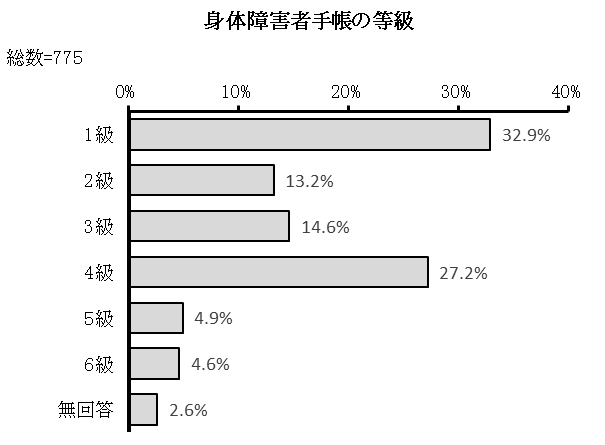 身体障害者手帳の等級
総数=775
0% 10% 20% 30% 40%
1級 32.9%
2級 13.2%
3級 14.6%
4級 27.2%
5級 4.9%
6級 4.6%
無回答 2.6%